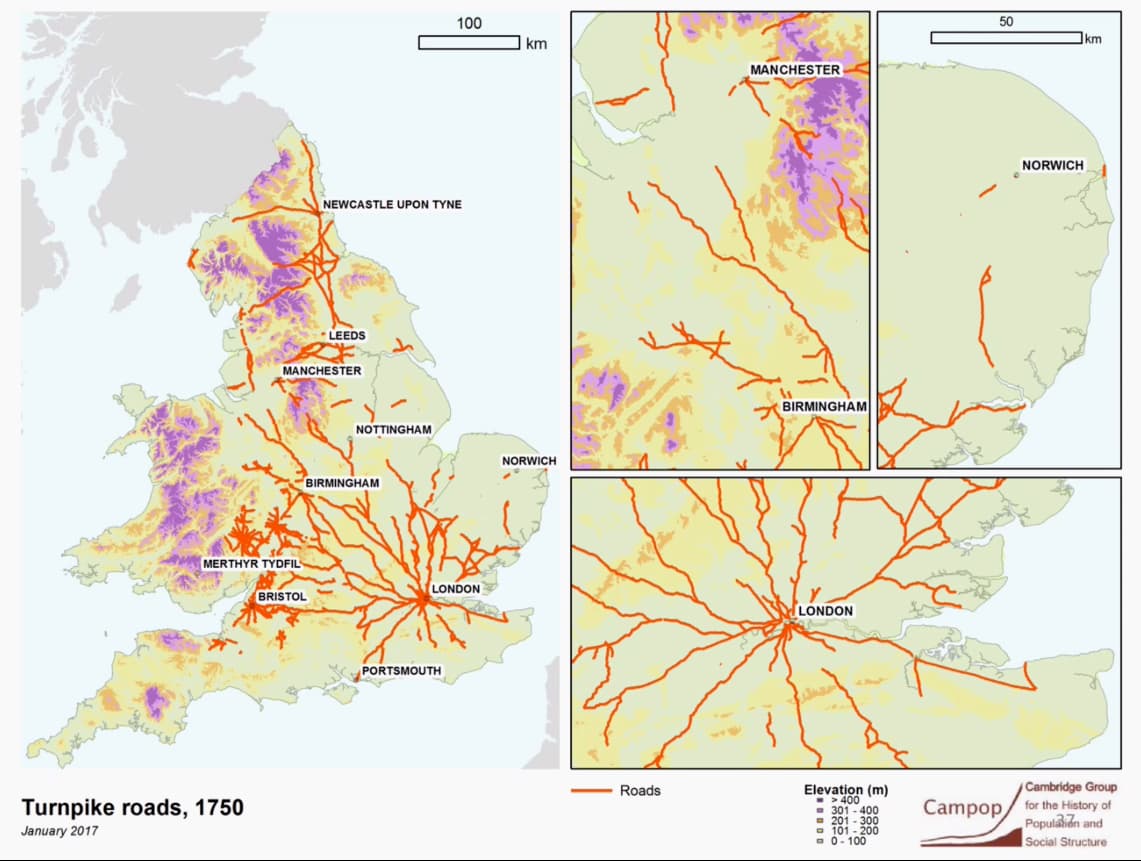 100
km
NEWCASTLE UPON TYNE
LEEDS
MANCHESTER
NOTTINGHAM
NORWICH
BIRMINGHAM
MERTHYR TYDFIL
BRISTOL
LONDON
PORTSMOUTH
MANCHESTER
BIRMINGHAM
50
km
NORWICH
LONDON
Turnpike roads, 1750
January 2017
Roads
Elevation (m)
> 400
301 - 400
201 - 300
101 - 200
0 - 100
Campop
Cambridge Group
for the History of
Population and
Social Structure
37